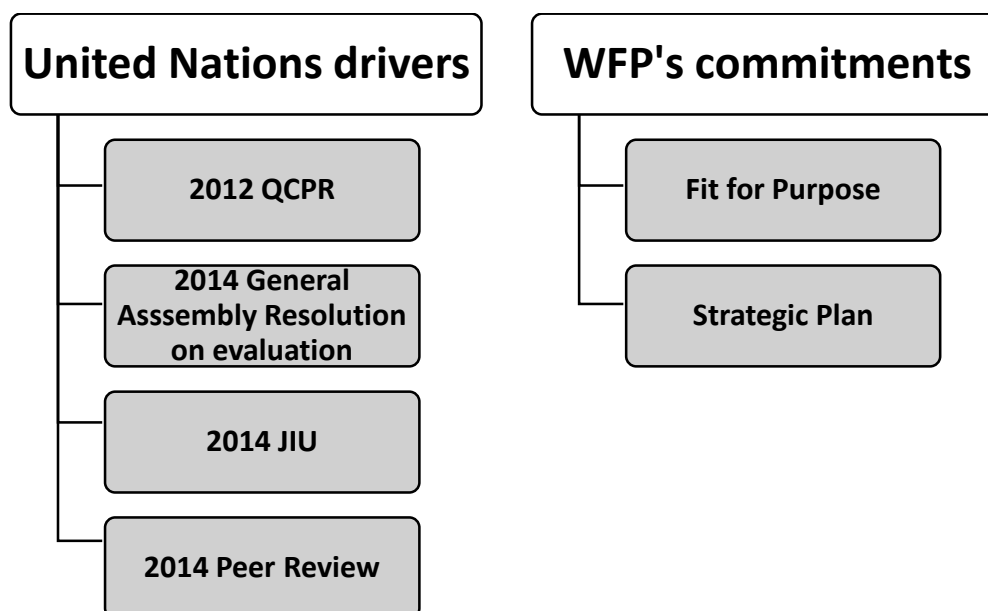 United Nations drivers
2012 QCPR
2014 General
Asssembly Resolution
on evaluation
2014 JIU
2014 Peer Review
WFP's commitments
Fit for Purpose
Strategic Plan